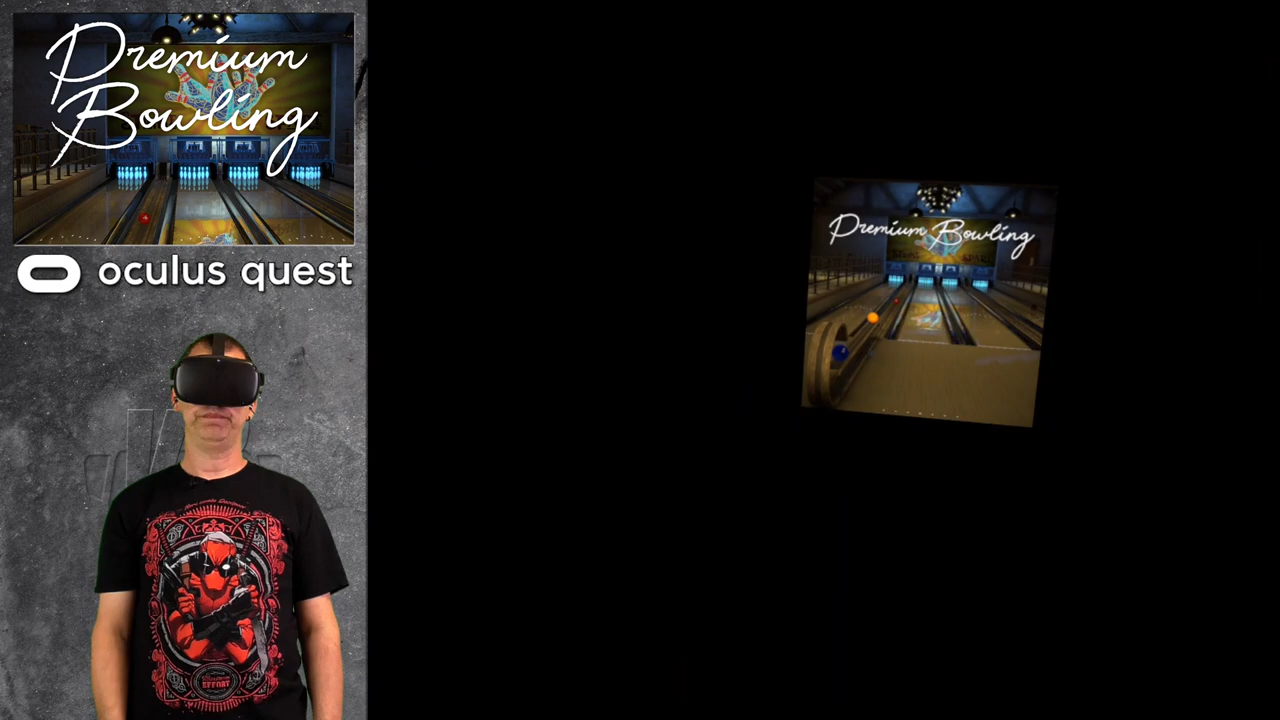 Premium
Bowling
oculus quest
Premium Bowling
EFFORT